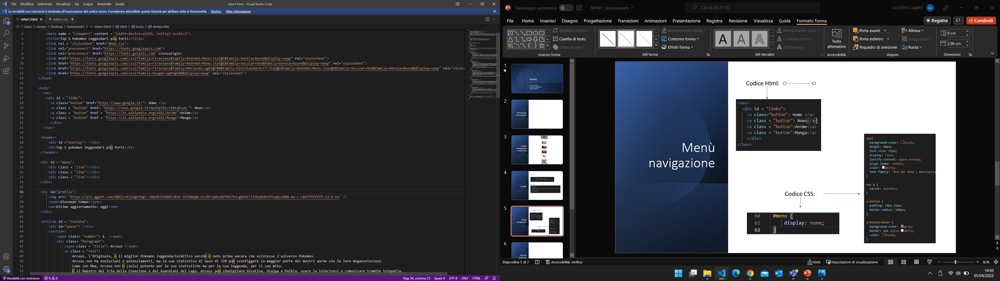 File Modifica Selezione Visualizza Vai Esegui Terminale Guida
mhw1.html - Visual Studio Code
La modalità con restrizioni è destinata all'esplorazione del codice sicuro. Considerare attendibile questa finestra per abilitare tutte le funzionalità. Gestisci Altre informazioni
mhw1.html
mhw1.css
C: > Users > campo > Desktop > homework1 > mhw1.html > html > body > div#profile
4 <meta name = "viewport" content = "width=device-width, initial-scale=1">
5 <title>Top 5 Pokemon Leggendari più forti</title>
6 <link rel = "stylesheet" href="mhw1.css">
7 <link rel="preconnect" href="https://fonts.googleapis.com">
8 <link rel="preconnect" href="https://fonts.gstatic.com" crossorigin>
9 <link href="https://fonts.googleapis.com/css2?family=Fira+Sans&family=Red+Hat+Mono:ital@1&family=Varela+Round&display=swap" rel="stylesheet">
10 <link href="https://fonts.googleapis.com/css2?family=Fira+Sans&family=Red+Hat+Mono:ital@1&family=Secular+One&family=Varela+Round&display=swap" rel="stylesheet">
11 <link href="https://fonts.googleapis.com/css2?family=Fira+Sans&family=Merienda:wght@700&family=Old+Standard+TT:ital@1&family=Red+Hat+Mono:ital@1&family=Secular+One&family=Varela+Round&display=swap" rel="styles
12 <link href="https://fonts.googleapis.com/css2?family=Oxygen:wght@300&display=swap" rel="stylesheet">
13 </head>
14
15 <body>
16 <nav>
17 <div id = "links">
18 <a class="button" href="https://www.google.it/"> Home </a>
19 <a class = "button" href= "https://news.google.it/nwshp?hl=it&tab=wn "> News</a>
20 <a class = "button" href = "https://it.wikipedia.org/wiki/Anime">Anime</a>
21 <a class = "button" href = "https://it.wikipedia.org/wiki/Manga">Manga</a>
22 </div>
23 </nav>
24
25 <header>
26 <div id ="overlay"> </div>
27 <h1>Top 5 pokemon leggendari più forti</h1>
28 </header>
29
30 <div id = "menu">
31 <div class = "line"></div>
32 <div class = "line"></div>
33 <div class = "line"></div>
34 </div>
35
36 <div id="profile">
37 <img src= "https://yt3.ggpht.com/GBHlzrXl2dgUTbgt-zAQxNLDJA08ivBxh-5hIUWdgW-GzzDFrpWtxGVYKO7hvLg01b1TItHiqRd6sPYoqQ=s900-mo-c-c0xffffffff-rj-k-no" />
38 <span>Giuseppe Campo</span>
39 <em>Ultimo aggiornamento: oggi</em>
40 </div>
41
42 <article id = "testata">
43 <div id="space"> </div>
44 <section>
45 <span class= "number"> 1. </span>
46 <div class= "Paragraph">
47 <span class = "title"> Arceus </span>
48 <p class = "text">
49 Arceus, l'Originale, è il miglior Pokemon leggendario/mitico perchè è nato prima ancora che esistesse l'universo Pokemon.
50 Arceus non ha evoluzioni o potenziamenti, ma la sua statistica di base di 720 può sconfiggere la maggior parte dei mostri anche con le loro megaevoluzioni.
51 Come con Mew, Arceus non è (solo) potente per le sue statistiche ma per la sua leggenda, per il suo mito.
52 È il Maestro del Trio della Creazione e dei Guardiani del Lago. Arceus può sbadigliare Giratina, Dialga e Palkia, usare la telecinesi e comunicare tramite telepatia.
Modalità con restrizioni 0 0
Riga 36, colonna 25 Spazi: 4 UTF-8 CRLF HTML
Salvataggio automatico
MHW1_template.pptx
Cerca (ALT+X)
GIUSEPPE CAMPO GC
File Home Inserisci Disegno Progettazione Transizioni Animazioni Presentazione Registra Revisione Visualizza Guida Formato forma
Registra
Condividi
Modifica forma
Casella di testo
Unisci forme
Inserisci forme
Riempimento forma
Contorno forma
Effetti forma
Stili forma
A A A
Riempimento testo
Contorno testo
Effetti testo
Stili WordArt
Testo alternativo
Accessibilità
Porta avanti
Porta indietro
Riquadro di selezione
Allinea
Raggruppa
Ruota
Disponi
0 cm
2,96 cm
Dimensioni
1
MHW1
2
Descrizione
del progetto
3
Layout
complessivo
HTML+CSS
4
Header
5
Menù
navigazione
6
Sezione
contenuti
Menù
navigazione
Codice Html:
<nav>
<div id = "links">
<a class="button"> Home </a>
<a class = "button"> News</a>
<a class = "button">Anime</a>
<a class = "button">Manga</a>
</div>
</nav>
Codice CSS:
60 #menu {
61 display: none;
62 }
nav{
background-color: black;
height: 60px;
font-size: 25px;
display: flex;
justify-content: space-around;
align-items: center;
color: white;
font-family: 'Red Hat Mono', monospace;
}
nav a {
cursor: pointer;
}
a.button {
padding: 10px 15px;
border-radius: 100px;
}
a.button:hover {
background-color: gray;
border: 2px solid white;
color: black;
}
Diapositiva 5 di 7
Accessibilità: verifica
Note
Impostazioni di visualizzazione
82%
14:43
01/04/2022